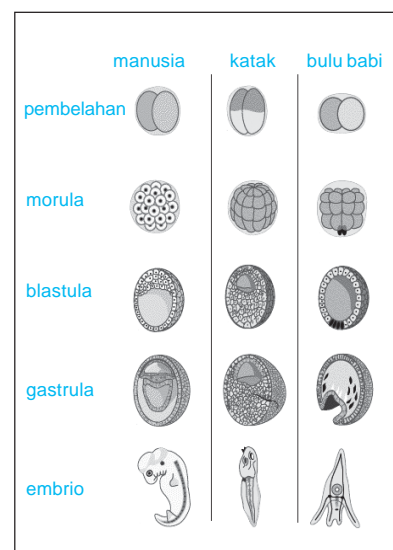 manusia katak bulu babi
pembelahan
morula
blastula
gastrula
embrio